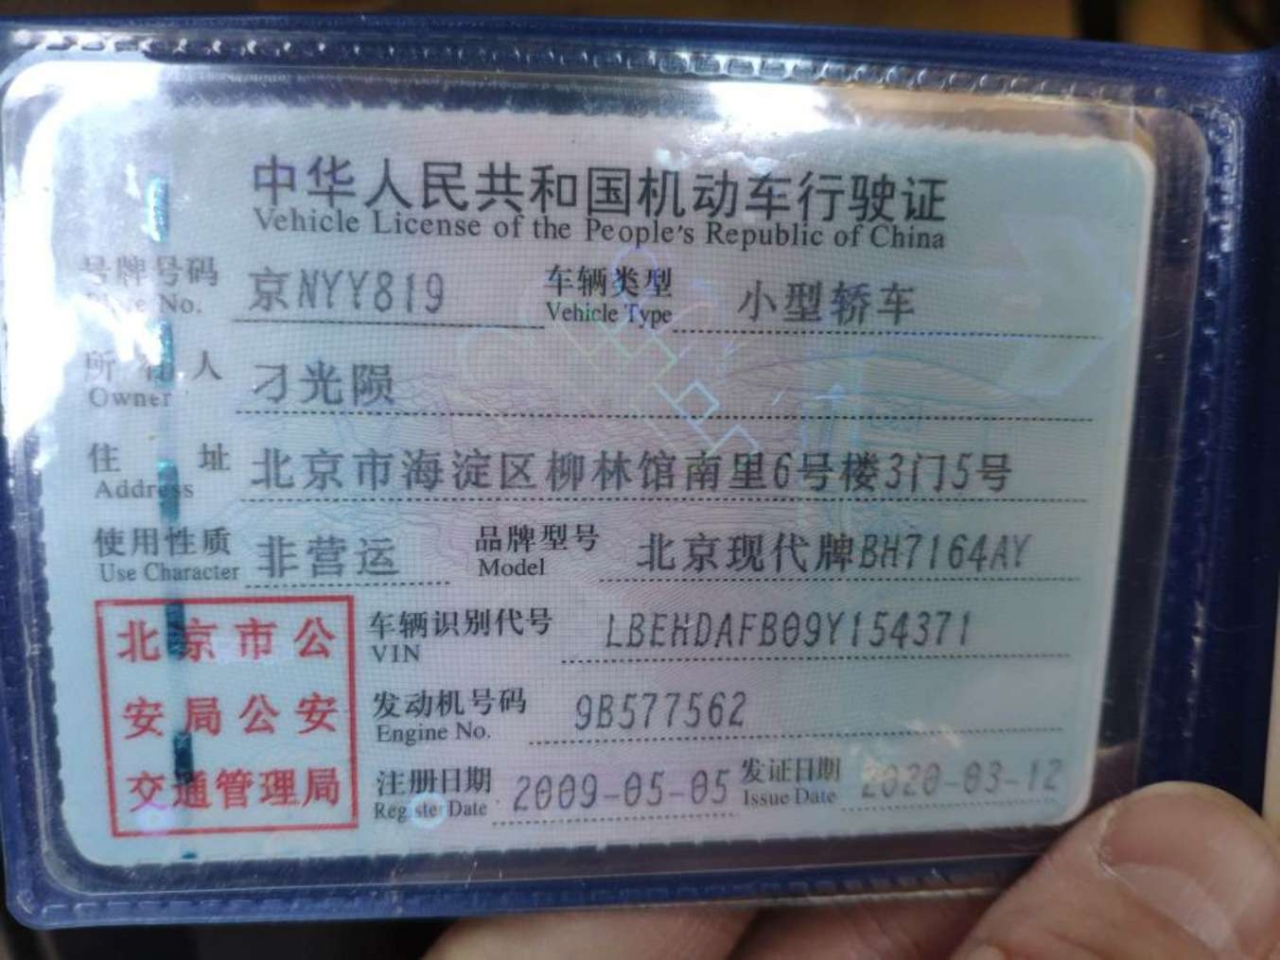 中华人民共和国机动车行驶证
Vehicle License of the People's Republic of China
号牌号码 京NYY819 车辆类型 小型轿车
No. Vehicle Type
所有人 刁光陨
Owner
住址 北京市海淀区柳林馆南里6号楼3门5号
Address
使用性质 非营运 品牌型号 北京现代牌BH7164AY
Use Character Model
北京市公
安局公安
交通管理局
车辆识别代号 LBEHDAFB09Y154371
VIN
发动机号码 9B577562
Engine No.
注册日期 2009-05-05 发证日期 2020-03-12
Register Date Issue Date